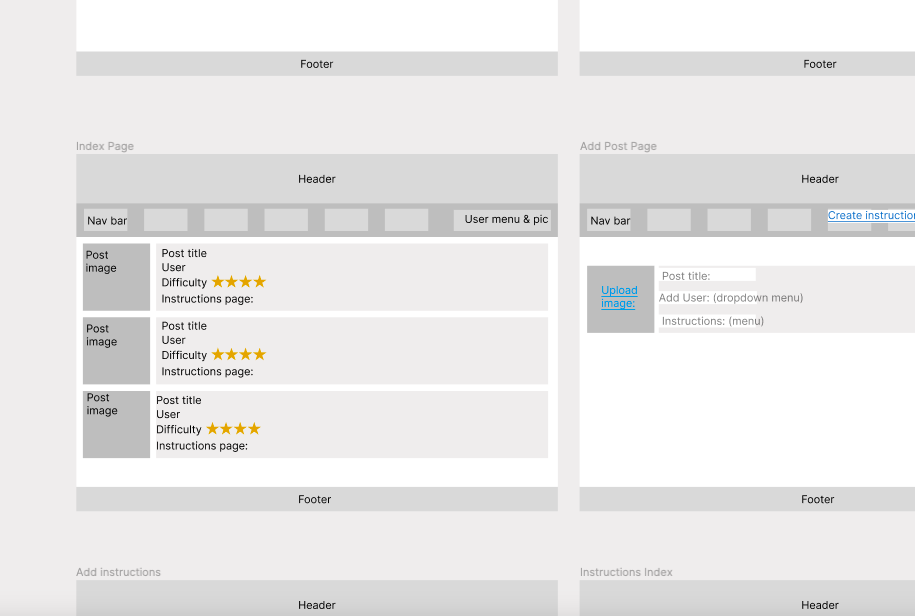 Footer
Footer
Index Page
Add Post Page
Header
Header
Nav bar
User menu & pic
Nav bar
Create instruction
Post
image
Post title
User
Difficulty ★★★★
Instructions page:
Post
image
Post title
User
Difficulty ★★★★
Instructions page:
Post
image
Post title
User
Difficulty ★★★★
Instructions page:
Upload
image:
Post title:
Add User: (dropdown menu)
Instructions: (menu)
Footer
Footer
Add instructions
Instructions Index
Header
Header